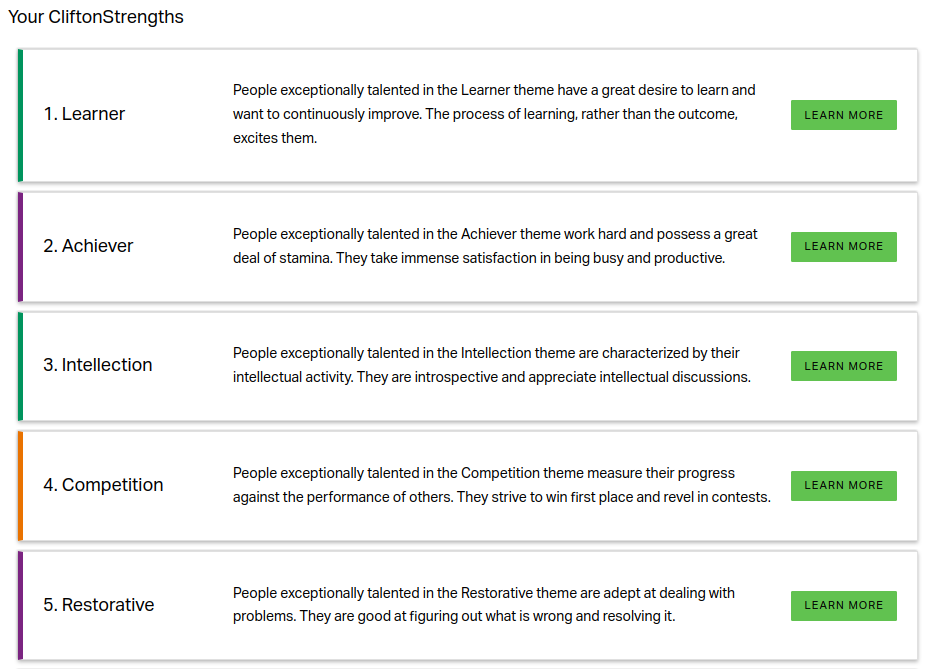 Your CliftonStrengths
1. Learner
People exceptionally talented in the Learner theme have a great desire to learn and
want to continuously improve. The process of learning, rather than the outcome,
excites them.
LEARN MORE
2. Achiever
People exceptionally talented in the Achiever theme work hard and possess a great
deal of stamina. They take immense satisfaction in being busy and productive.
LEARN MORE
3. Intellection
People exceptionally talented in the Intellection theme are characterized by their
intellectual activity. They are introspective and appreciate intellectual discussions.
LEARN MORE
4. Competition
People exceptionally talented in the Competition theme measure their progress
against the performance of others. They strive to win first place and revel in contests.
LEARN MORE
5. Restorative
People exceptionally talented in the Restorative theme are adept at dealing with
problems. They are good at figuring out what is wrong and resolving it.
LEARN MORE